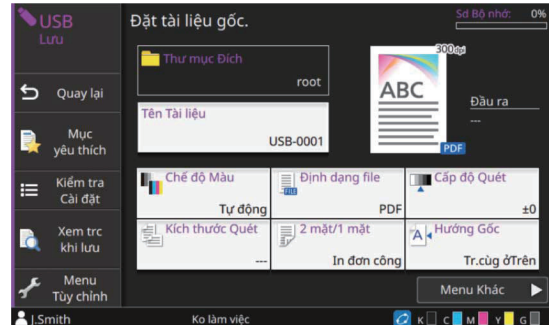 USB
Lưu
Đặt tài liệu gốc.
Sd Bộ nhớ: 0%
Quay lại
Mục
yêu thích
Kiểm tra
Cài đặt
Xem trc
khi lưu
Menu
Tùy chỉnh
Thư mục Đích
root
Tên Tài liệu
USB-0001
300dpi
ABC
PDF
Đầu ra
---
Chế độ Màu
Tự động
Định dạng file
FILE
PDF
Cấp độ Quét
±0
Kích thước Quét
---
2 mặt/1 mặt
In đơn công
A
Hướng Gốc
Tr.cùg ởTrên
Menu Khác
J.Smith
Ko làm việc
K C M Y G